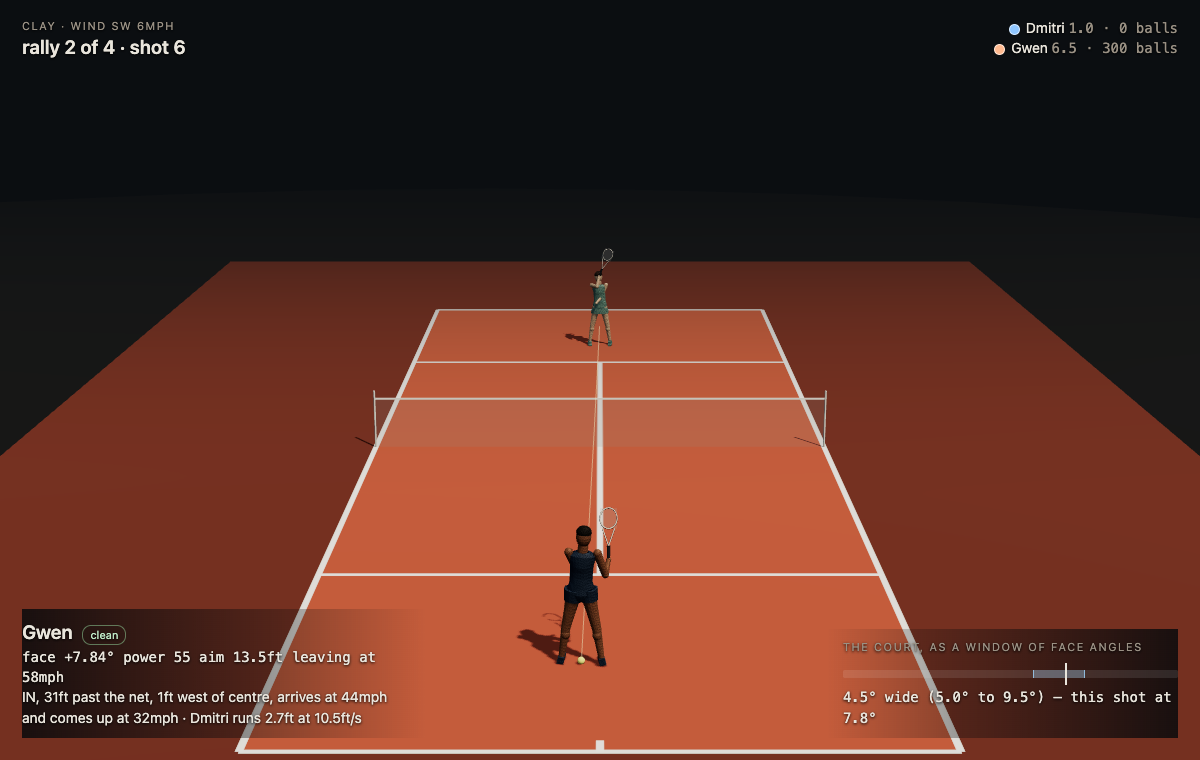 CLAY · WIND SW 6MPH
rally 2 of 4 · shot 6
Dmitri 1.0 · 0 balls
Gwen 6.5 · 300 balls
Gwen clean
face +7.84° power 55 aim 13.5ft leaving at
58mph
IN, 31ft past the net, 1ft west of centre, arrives at 44mph
and comes up at 32mph · Dmitri runs 2.7ft at 10.5ft/s
THE COURT, AS A WINDOW OF FACE ANGLES
4.5° wide (5.0° to 9.5°) — this shot at
7.8°